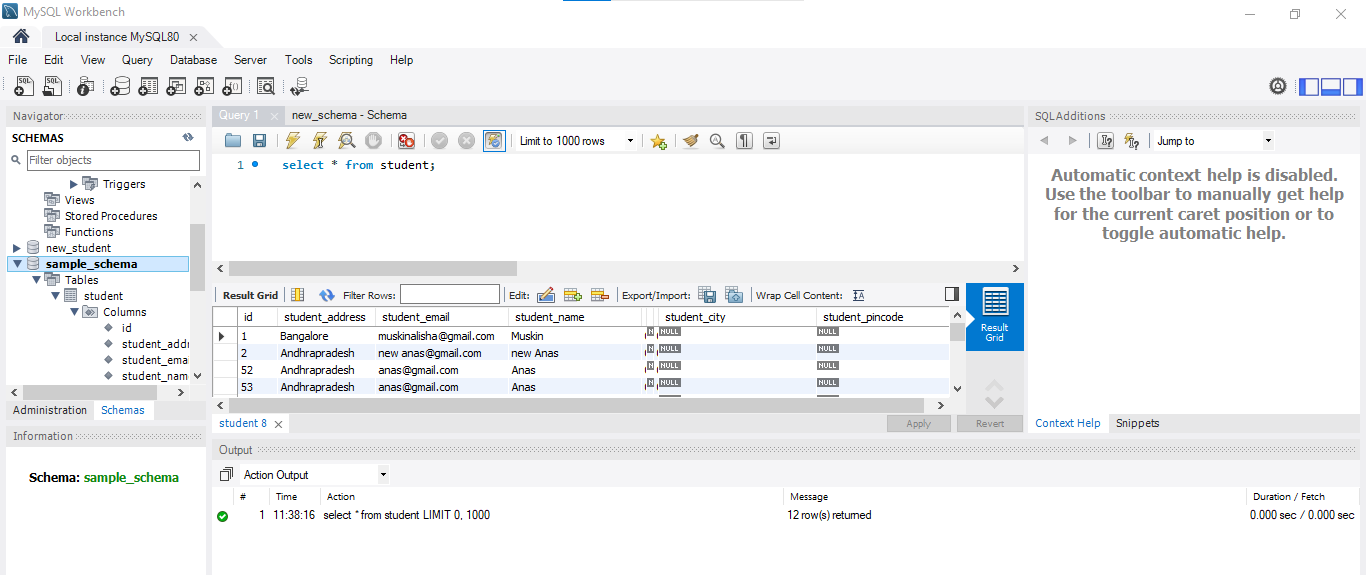 MySQL Workbench
Local instance MySQL80
File Edit View Query Database Server Tools Scripting Help
Navigator
SCHEMAS
Filter objects
Triggers
Views
Stored Procedures
Functions
new_student
sample_schema
Tables
student
Columns
id
student_addr
student_ema
student_nam
Administration Schemas
Information
Schema: sample_schema
Query 1 new_schema - Schema
Limit to 1000 rows
1 select * from student;
Result Grid Filter Rows: Edit: Export/Import: Wrap Cell Content:
id student_address student_email student_name student_city student_pincode
1 Bangalore muskinalisha@gmail.com Muskin N NULL NULL
2 Andhrapradesh new anas@gmail.com new Anas N NULL NULL
52 Andhrapradesh anas@gmail.com Anas N NULL NULL
53 Andhrapradesh anas@gmail.com Anas N NULL NULL
Result
Grid
student 8 Apply Revert
Output
Action Output
# Time Action Message Duration / Fetch
1 11:38:16 select * from student LIMIT 0, 1000 12 row(s) returned 0.000 sec / 0.000 sec
SQLAdditions
Jump to
Automatic context help is disabled.
Use the toolbar to manually get help
for the current caret position or to
toggle automatic help.
Context Help Snippets